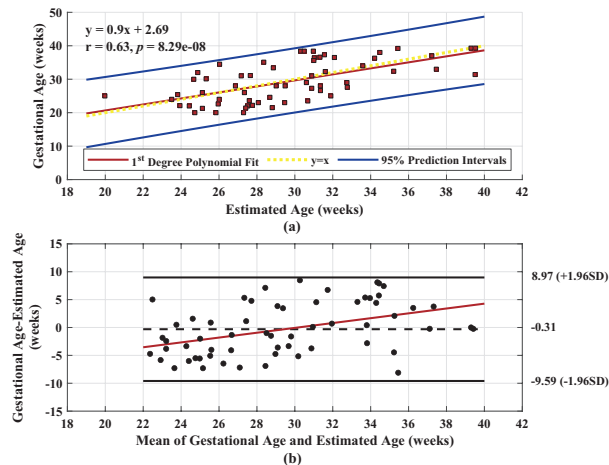 y = 0.9x + 2.69
r = 0.63, p = 8.29e-08
Gestational Age (weeks)
50
40
30
20
10
0
1st Degree Polynomial Fit y=x 95% Prediction Intervals
18 20 22 24 26 28 30 32 34 36 38 40 42
Estimated Age (weeks)
(a)
Gestational Age-Estimated Age
(weeks)
15
10
5
0
-5
-10
-15
8.97 (+1.96SD)
-0.31
-9.59 (-1.96SD)
18 20 22 24 26 28 30 32 34 36 38 40 42
Mean of Gestational Age and Estimated Age (weeks)
(b)